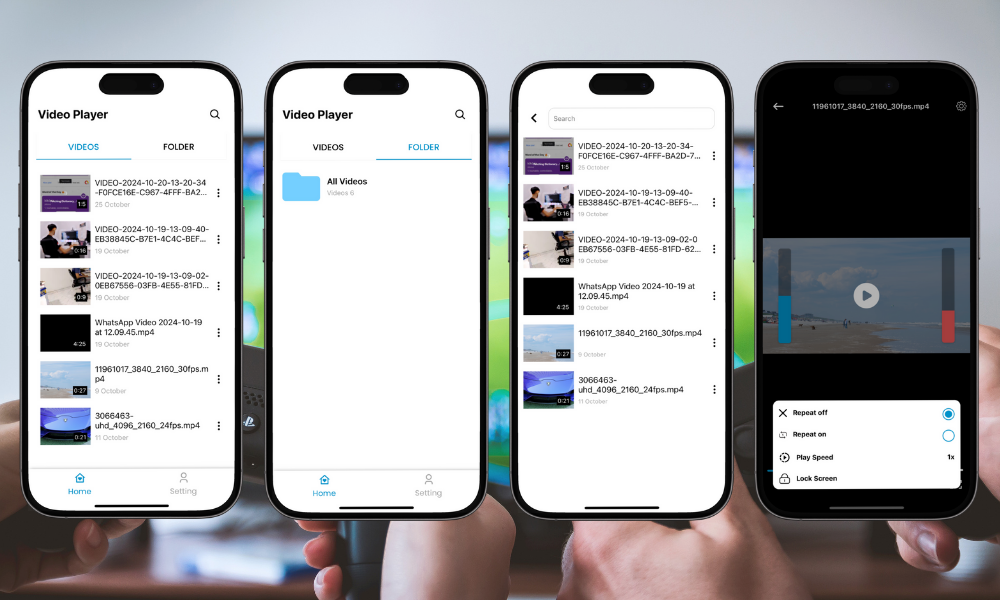 Video Player
VIDEOS
FOLDER
1:5
VIDEO-2024-10-20-13-20-34
-F0FCE16E-C967-4FFF-BA2...
25 October
0:16
VIDEO-2024-10-19-13-09-40-
EB38845C-B7E1-4C4C-BEF...
19 October
0:9
VIDEO-2024-10-19-13-09-02-
0EB67556-03FB-4E55-81FD...
19 October
4:25
WhatsApp Video 2024-10-19
at 12.09.45.mp4
19 October
0:27
11961017_3840_2160_30fps.m
p4
9 October
0:21
3066463-
uhd_4096_2160_24fps.mp4
11 October
Home
Setting
Video Player
VIDEOS
FOLDER
All Videos
Videos 6
Home
Setting
Search
1:5
VIDEO-2024-10-20-13-20-34-
F0FCE16E-C967-4FFF-BA2D-7...
25 October
0:16
VIDEO-2024-10-19-13-09-40-
EB38845C-B7E1-4C4C-BEF5-...
19 October
0:9
VIDEO-2024-10-19-13-09-02-0
EB67556-03FB-4E55-81FD-62...
19 October
4:25
WhatsApp Video 2024-10-19 at
12.09.45.mp4
19 October
0:27
11961017_3840_2160_30fps.mp4
9 October
0:21
3066463-
uhd_4096_2160_24fps.mp4
11 October
11961017_3840_2160_30fps.mp4
Repeat off
Repeat on
Play Speed
1x
Lock Screen